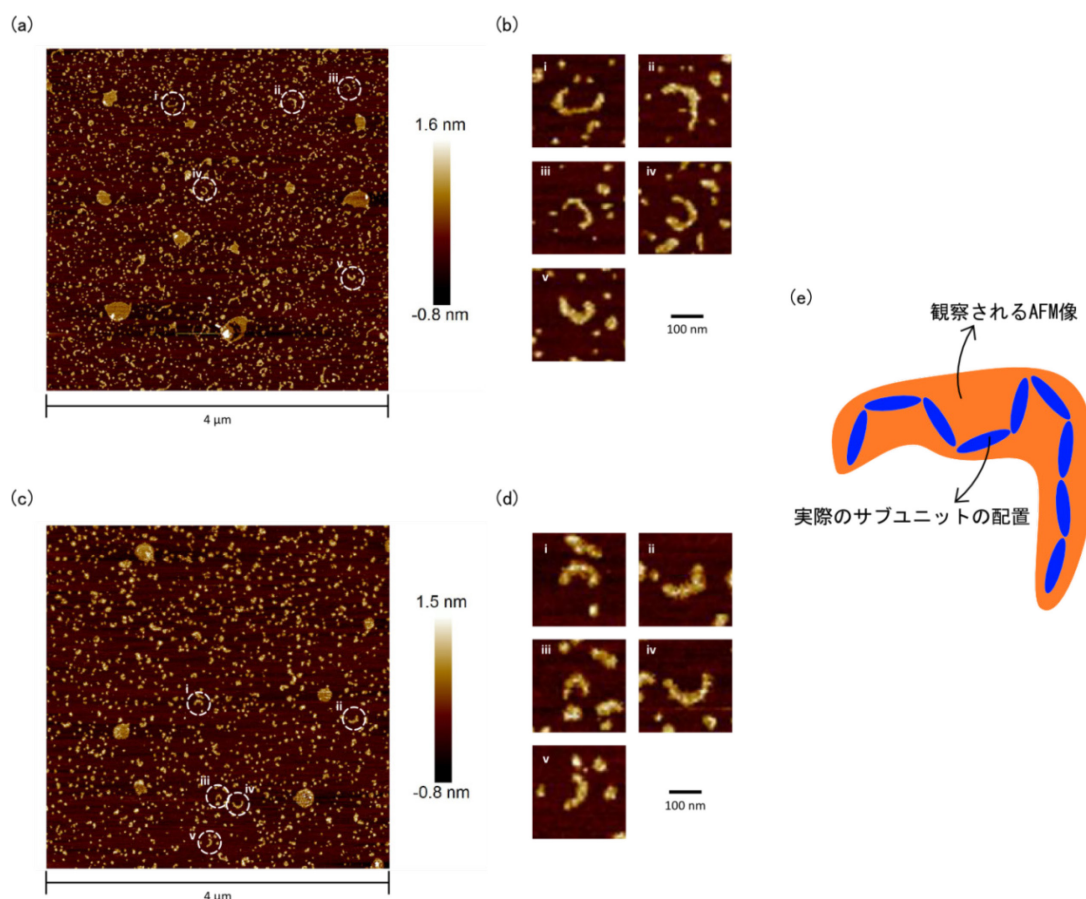 (a)
i
ii
iii
iv
v
1.6 nm
-0.8 nm
4 μm
(b)
i
ii
iii
iv
v
100 nm
(c)
i
ii
iii
iv
v
1.5 nm
-0.8 nm
4 μm
(d)
i
ii
iii
iv
v
100 nm
(e)
観察されるAFM像
実際のサブユニットの配置